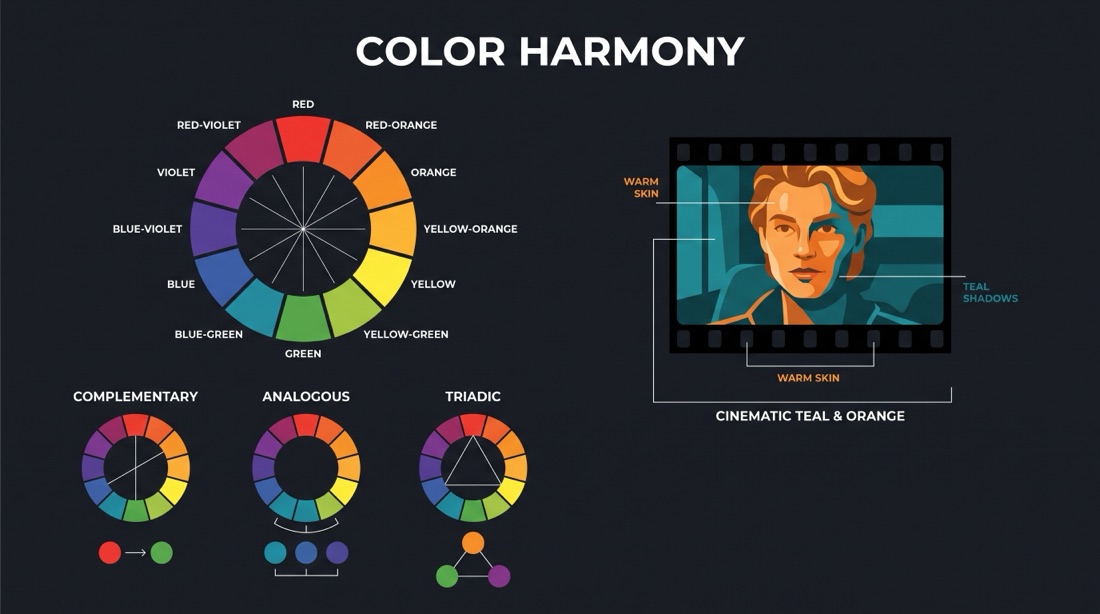 COLOR HARMONY
RED
RED-VIOLET
RED-ORANGE
VIOLET
ORANGE
BLUE-VIOLET
YELLOW-ORANGE
BLUE
YELLOW
BLUE-GREEN
YELLOW-GREEN
GREEN
WARM
SKIN
TEAL
SHADOWS
WARM SKIN
CINEMATIC TEAL & ORANGE
COMPLEMENTARY
ANALOGOUS
TRIADIC